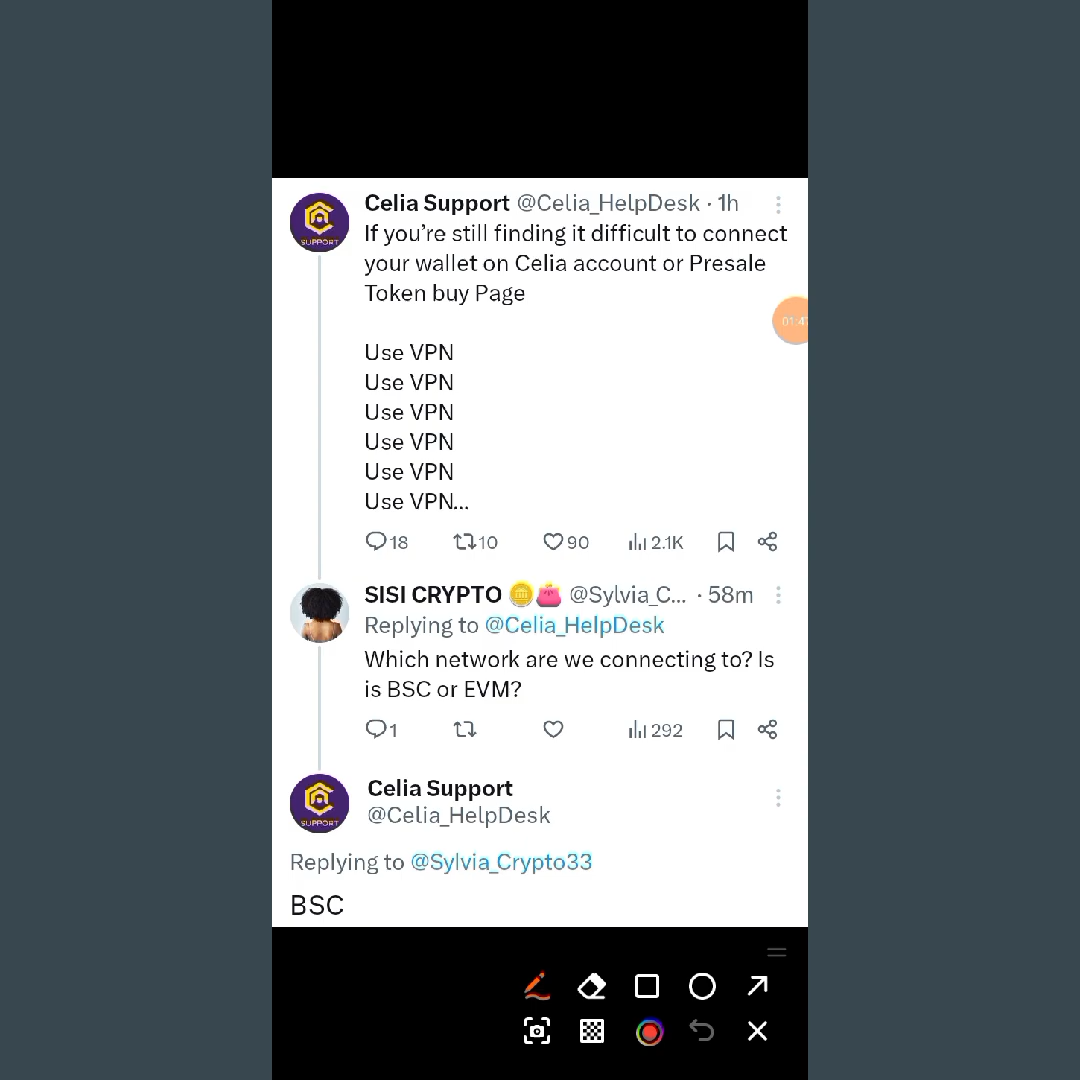 Celia Support @Celia_HelpDesk · 1h
If you’re still finding it difficult to connect
your wallet on Celia account or Presale
Token buy Page
Use VPN
Use VPN
Use VPN
Use VPN
Use VPN
Use VPN...
18 10 90 2.1K
SUPPORT
SISI CRYPTO @Sylvia_C... · 58m
Replying to @Celia_HelpDesk
Which network are we connecting to? Is
is BSC or EVM?
1 292
Celia Support
@Celia_HelpDesk
SUPPORT
Replying to @Sylvia_Crypto33
BSC